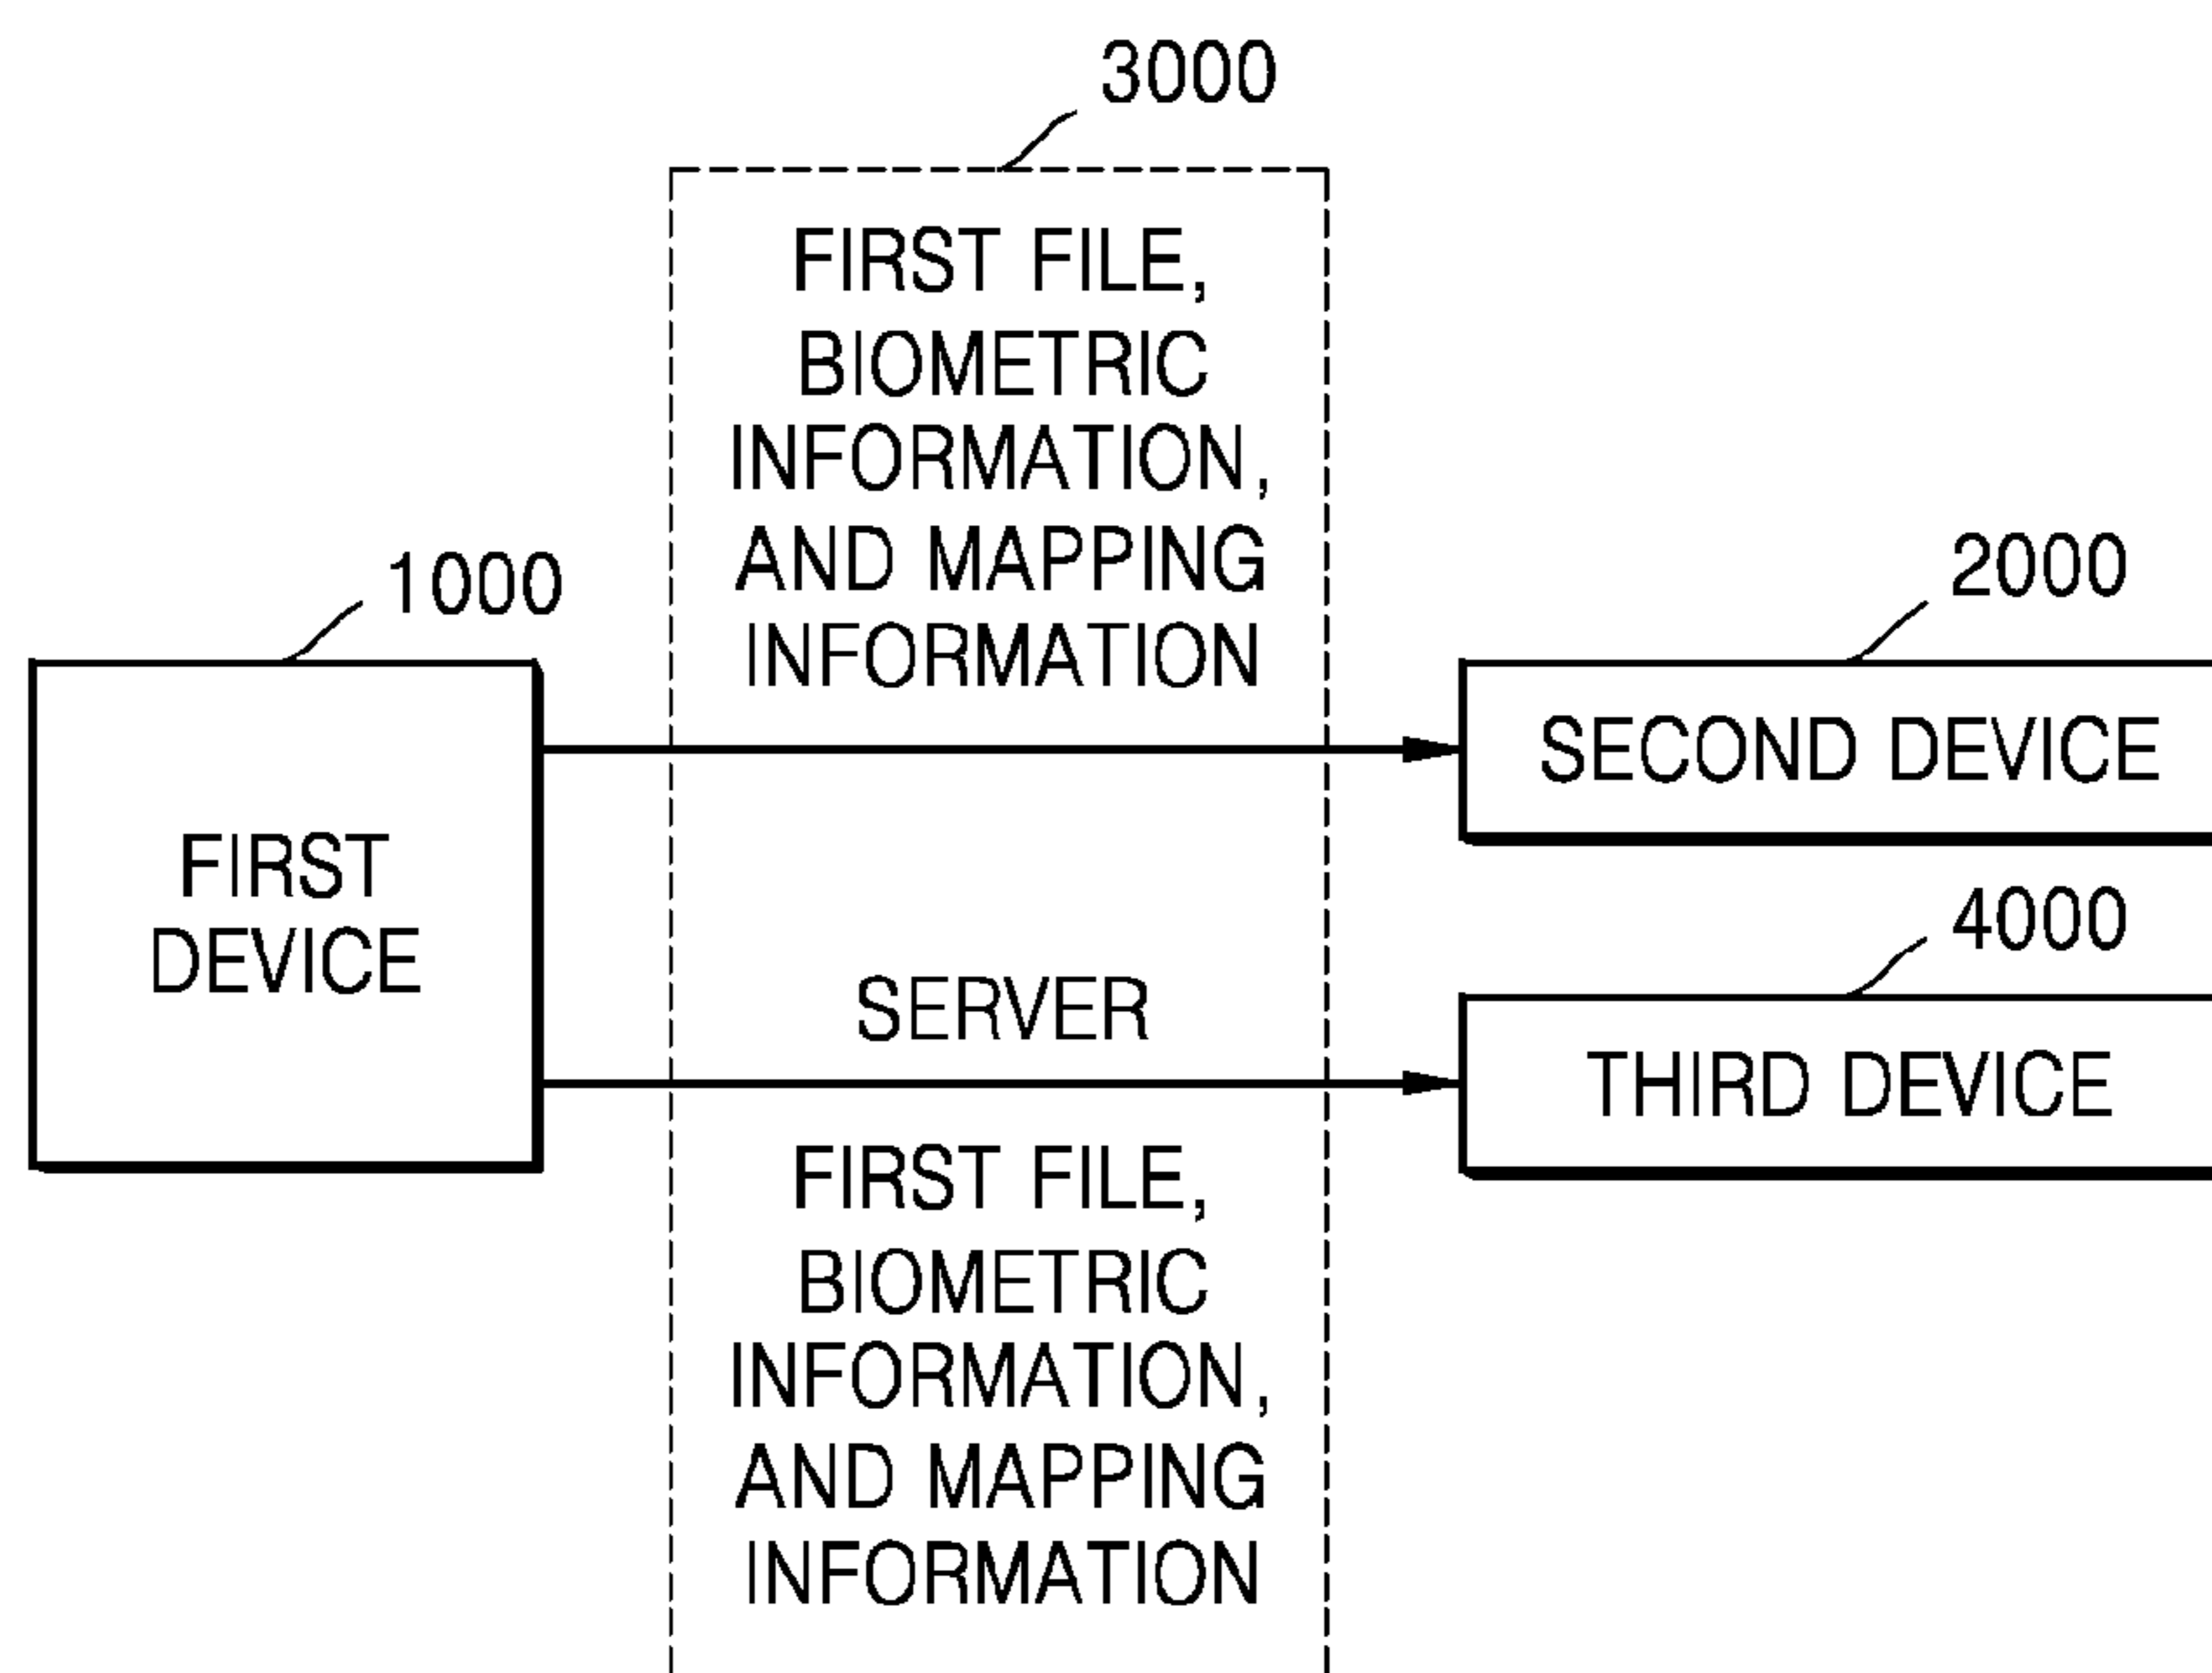 3000
FIRST FILE,
BIOMETRIC
INFORMATION,
AND MAPPING
INFORMATION
1000
FIRST
DEVICE
2000
SECOND DEVICE
SERVER
4000
THIRD DEVICE
FIRST FILE,
BIOMETRIC
INFORMATION,
AND MAPPING
INFORMATION